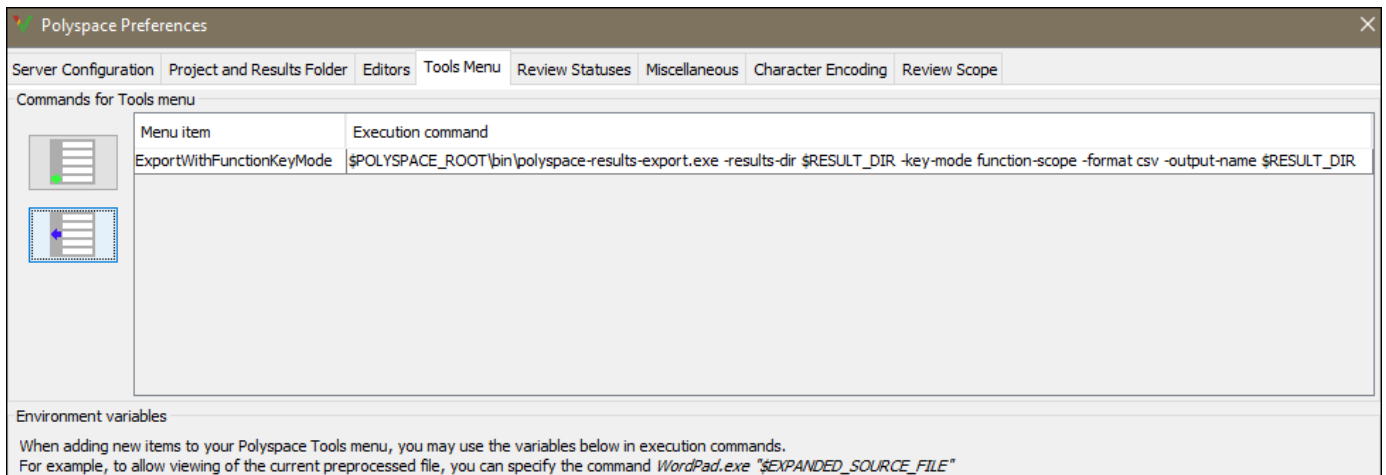 Polyspace Preferences
Server Configuration Project and Results Folder Editors Tools Menu Review Statuses Miscellaneous Character Encoding Review Scope
Commands for Tools menu
Menu item Execution command
ExportWithFunctionKeyMode $POLYSPACE_ROOT\bin\polyspace-results-export.exe -results-dir $RESULT_DIR -key-mode function-scope -format csv -output-name $RESULT_DIR
Environment variables
When adding new items to your Polyspace Tools menu, you may use the variables below in execution commands.
For example, to allow viewing of the current preprocessed file, you can specify the command WordPad.exe "$EXPANDED_SOURCE_FILE"